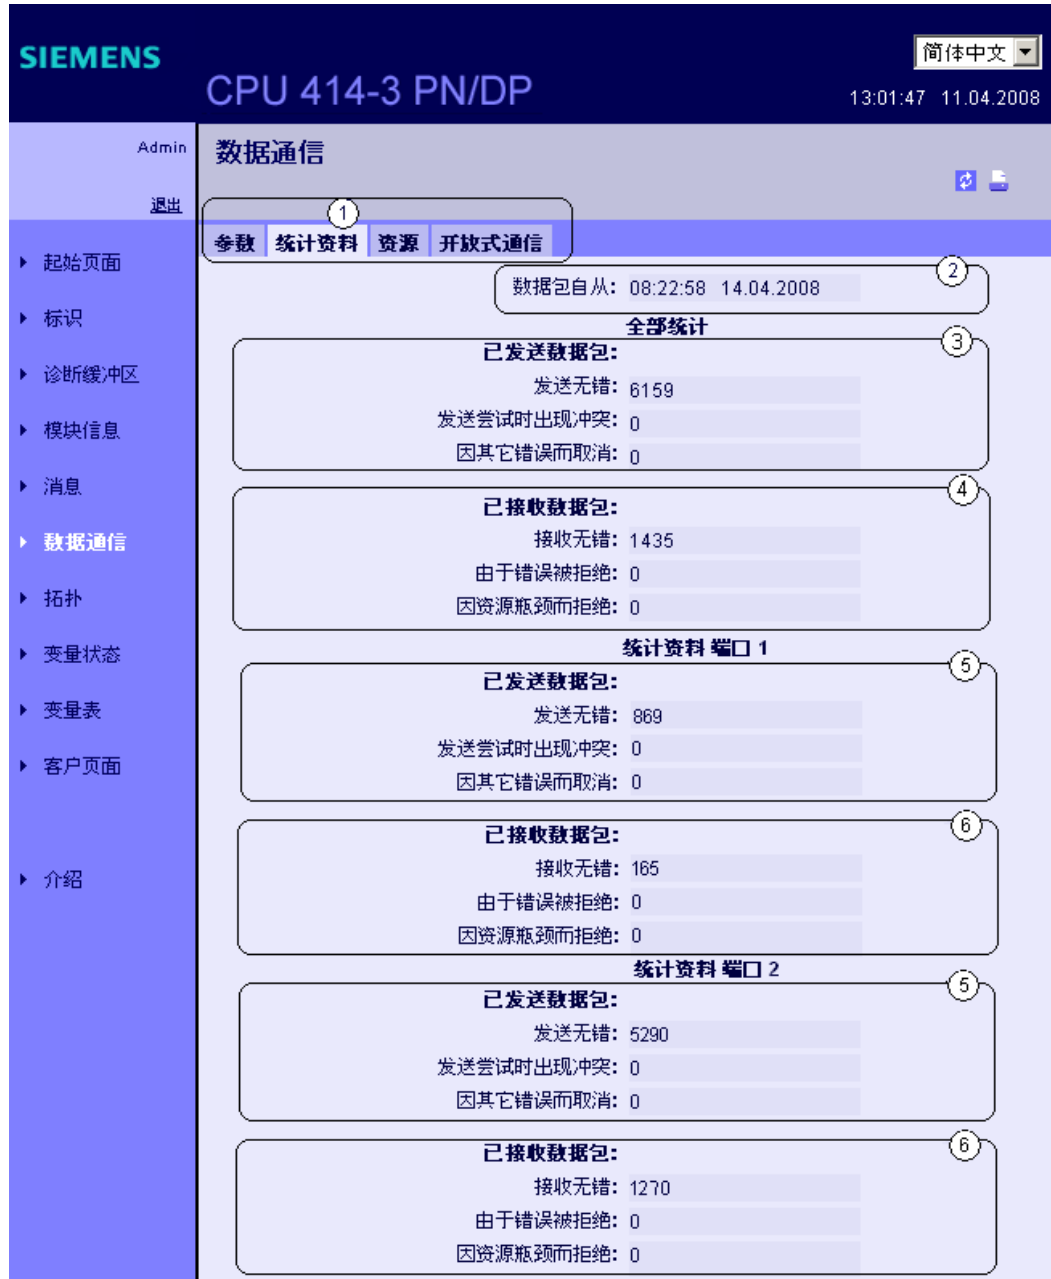 SIEMENS
简体中文
CPU 414-3 PN/DP
13:01:47 11.04.2008
Admin
数据通信
退出
1
参数 统计资料 资源 开放式通信
起始页面
标识
诊断缓冲区
模块信息
消息
数据通信
拓扑
变量状态
变量表
客户页面
介绍
2
数据包自从: 08:22:58 14.04.2008
全部统计
3
已发送数据包:
发送无错: 6159
发送尝试时出现冲突: 0
因其它错误而取消: 0
4
已接收数据包:
接收无错: 1435
由于错误被拒绝: 0
因资源瓶颈而拒绝: 0
统计资料 端口 1
5
已发送数据包:
发送无错: 869
发送尝试时出现冲突: 0
因其它错误而取消: 0
6
已接收数据包:
接收无错: 165
由于错误被拒绝: 0
因资源瓶颈而拒绝: 0
统计资料 端口 2
5
已发送数据包:
发送无错: 5290
发送尝试时出现冲突: 0
因其它错误而取消: 0
6
已接收数据包:
接收无错: 1270
由于错误被拒绝: 0
因资源瓶颈而拒绝: 0